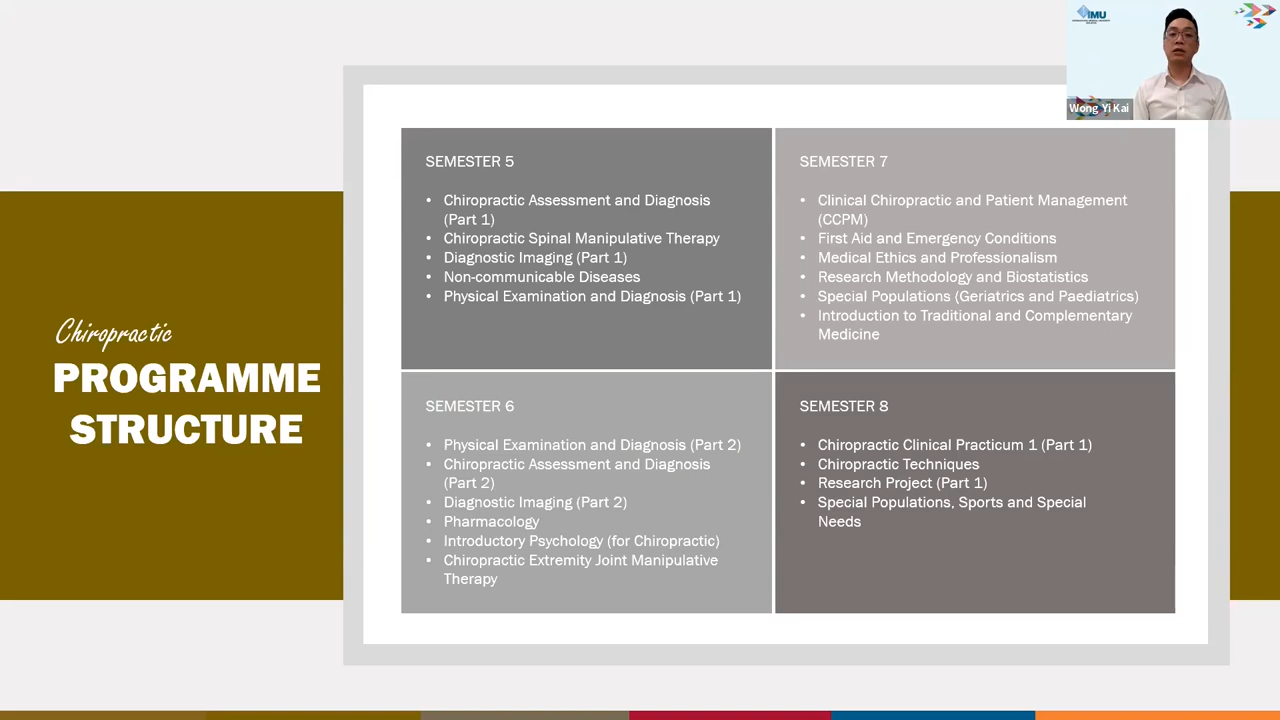 IMU
Wong Yi Kai
Chiropractic
PROGRAMME
STRUCTURE
SEMESTER 5
• Chiropractic Assessment and Diagnosis
(Part 1)
• Chiropractic Spinal Manipulative Therapy
• Diagnostic Imaging (Part 1)
• Non-communicable Diseases
• Physical Examination and Diagnosis (Part 1)
SEMESTER 7
• Clinical Chiropractic and Patient Management
(CCPM)
• First Aid and Emergency Conditions
• Medical Ethics and Professionalism
• Research Methodology and Biostatistics
• Special Populations (Geriatrics and Paediatrics)
• Introduction to Traditional and Complementary
Medicine
SEMESTER 6
• Physical Examination and Diagnosis (Part 2)
• Chiropractic Assessment and Diagnosis
(Part 2)
• Diagnostic Imaging (Part 2)
• Pharmacology
• Introductory Psychology (for Chiropractic)
• Chiropractic Extremity Joint Manipulative
Therapy
SEMESTER 8
• Chiropractic Clinical Practicum 1 (Part 1)
• Chiropractic Techniques
• Research Project (Part 1)
• Special Populations, Sports and Special
Needs